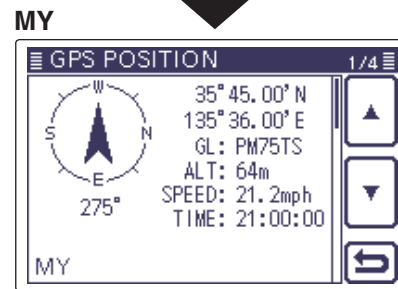 MY
GPS POSITION 1/4
W
S N
E
275°
35°45.00’N
135°36.00’E
GL: PM75TS
ALT: 64m
SPEED: 21.2mph
TIME: 21:00:00
MY